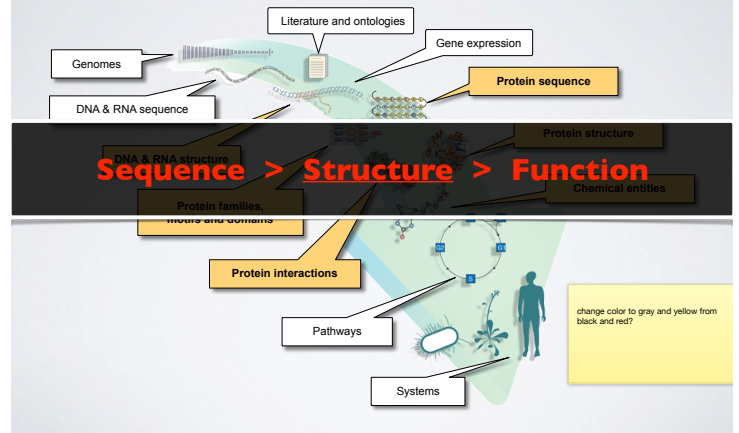 Literature and ontologies
Gene expression
Genomes
Protein sequence
DNA & RNA sequence
Protein structure
DNA & RNA structure
Sequence > Structure > Function
Chemical entities
Protein families,
motifs and domains
G2
G1
S
Protein interactions
change color to gray and yellow from
black and red?
Pathways
Systems